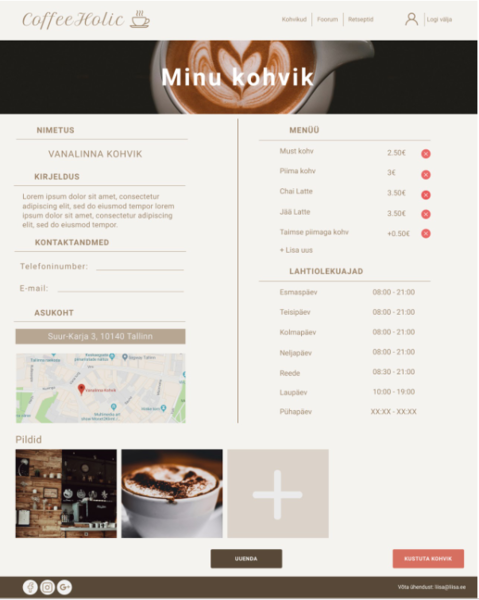 CoffeeHolic
Kohvikud
Foorum
Retseptid
Logi välja
Minu kohvik
NIMETUS
VANALINNA KOHVIK
KIRJELDUS
Lorem ipsum dolor sit amet, consectetur
adipiscing elit, sed do eiusmod tempor lorem
ipsum dolor sit amet, consectetur adipiscing
elit, sed do eiusmod tempor.
KONTAKTANDMED
Telefoninumber:
E-mail:
ASUKOHT
Suur-Karja 3, 10140 Tallinn
Vanalinna Kohvik
MENÜÜ
Must kohv 2.50€
Piima kohv 3€
Chai Latte 3.50€
Jää Latte 3.50€
Taimse piimaga kohv +0.50€
+ Lisa uus
LAHTIOLEKUAJAD
Esmaspäev 08:00 - 21:00
Teisipäev 08:00 - 21:00
Kolmapäev 08:00 - 21:00
Neljapäev 08:00 - 21:00
Reede 08:30 - 21:00
Laupäev 10:00 - 19:00
Pühapäev XX:XX - XX:XX
Pildid
UUENDA
KUSTUTA KOHVIK
G+
Võta ühendust: liisa@liisa.ee